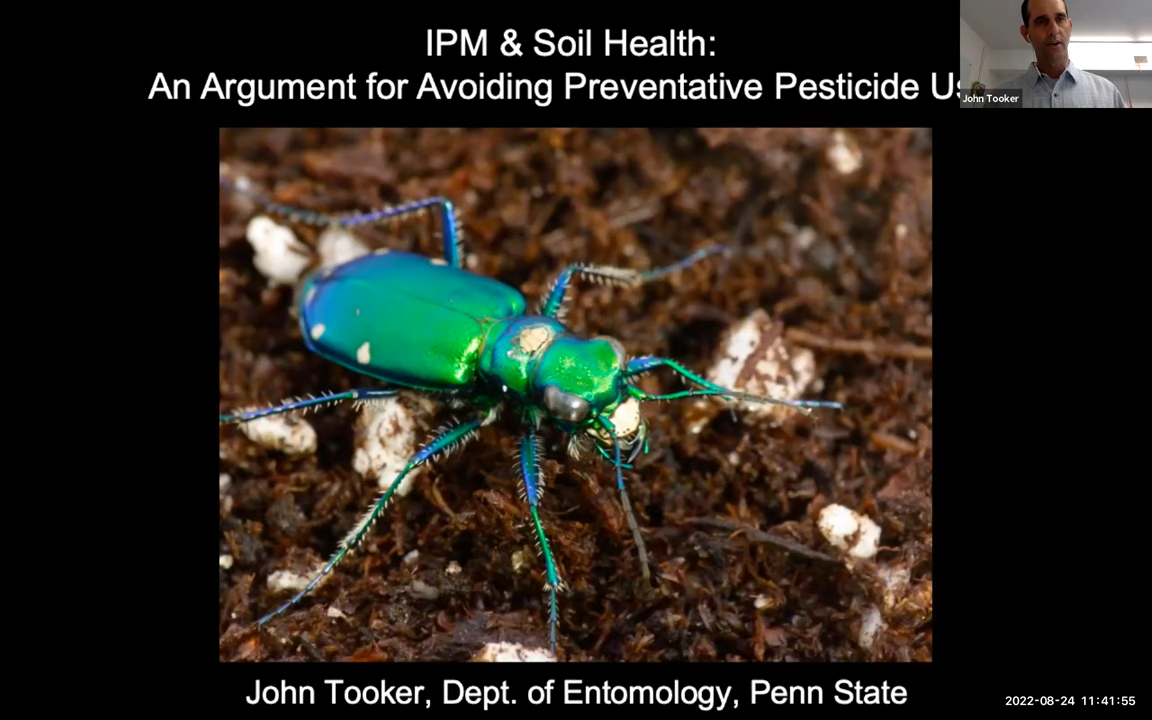 IPM & Soil Health:
An Argument for Avoiding Preventative Pesticide
John Tooker
John Tooker, Dept. of Entomology, Penn State
2022-08-24 11:41:55